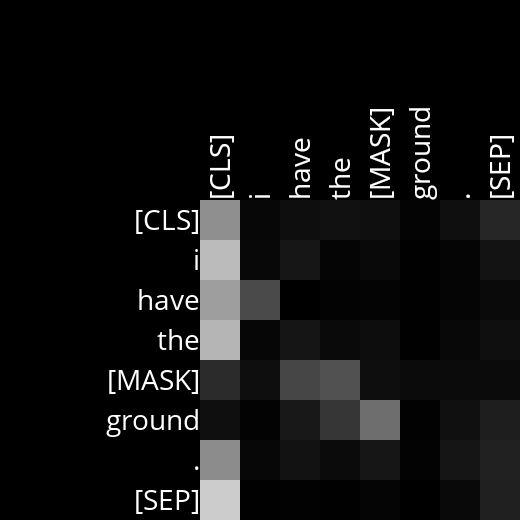 [CLS] i have the [MASK] ground . [SEP]
[CLS]
i
have
the
[MASK]
ground
.
[SEP]